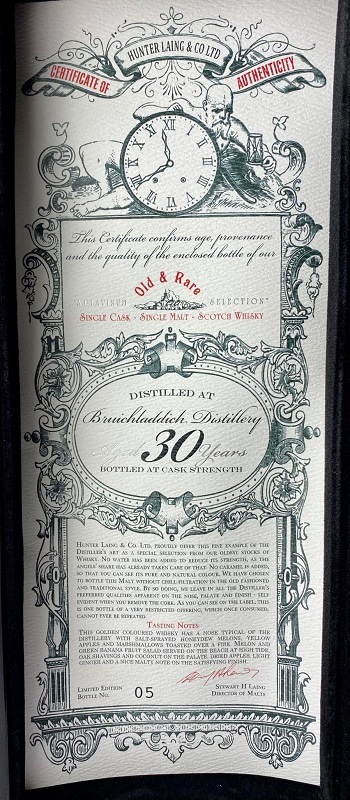 HUNTER LAING & CO LTD
CERTIFICATE OF AUTHENTICITY
XII
This Certificate confirms age, provenance
and the quality of the enclosed bottle of our
Old & Rare
A PLATINUM SELECTION
SINGLE CASK - SINGLE MALT - SCOTCH WHISKY
DISTILLED AT
Bruichladdich Distillery
Aged 30 Years
BOTTLED AT CASK STRENGTH
HUNTER LAING & CO. LTD, PROUDLY OFFER THIS FINE EXAMPLE OF THE
DISTILLER'S ART AS A SPECIAL SELECTION FROM OUR OLDEST STOCKS OF
WHISKY. NO WATER HAS BEEN ADDED TO REDUCE ITS STRENGTH, AS THE
ANGELS' SHARE HAS ALREADY TAKEN CARE OF THAT. NO CARAMEL IS ADDED,
SO THAT YOU CAN SEE ITS PURE AND NATURAL COLOUR. WE HAVE CHOSEN
TO BOTTLE THIS MALT WITHOUT CHILL-FILTRATION IN THE OLD FASHIONED
AND TRADITIONAL STYLE. BY SO DOING, WE LEAVE IN ALL THE DISTILLER'S
PREFERRED QUALITIES APPARENT ON THE NOSE, PALATE AND FINISH - SELF
EVIDENT WHEN YOU REMOVE THE CORK. AS YOU CAN SEE ON THE LABEL, THIS
IS ONE BOTTLE OF A VERY RESTRICTED OFFERING, WHICH ONCE CONSUMED,
CANNOT EVER BE REPEATED.
TASTING NOTES
THIS GOLDEN COLOURED WHISKY HAS A NOSE TYPICAL OF THE
DISTILLERY WITH SALT-SPRAYED HONEYDEW MELONS, YELLOW
APPLES AND MARSHMALLOWS TOASTED OVER A FIRE. MELON AND
GREEN BANANA FRUIT SALAD SERVED ON THE BEACH AT HIGH TIDE,
OAK SHAVINGS AND COCONUT ON THE PALATE. DRIED APPLES, LIGHT
GINGER AND A NICE MALTY NOTE ON THE SATISFYING FINISH.
LIMITED EDITION
BOTTLE NO. 05
STEWART H LAING
DIRECTOR OF MALTS